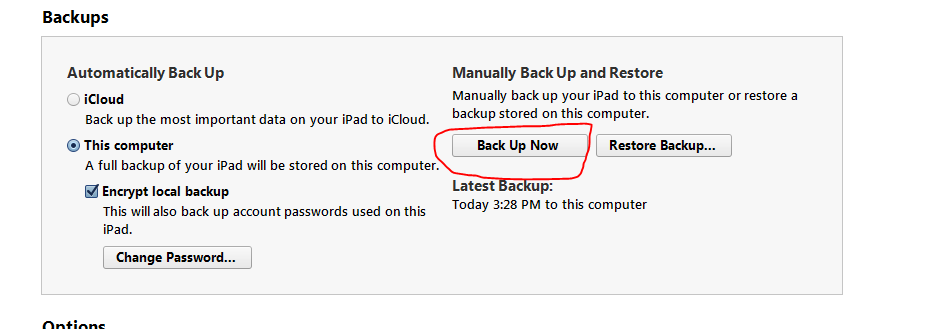 Backups
Automatically Back Up
iCloud
Back up the most important data on your iPad to iCloud.
This computer
A full backup of your iPad will be stored on this computer.
Encrypt local backup
This will also back up account passwords used on this
iPad.
Change Password...
Manually Back Up and Restore
Manually back up your iPad to this computer or restore a
backup stored on this computer.
Back Up Now
Restore Backup...
Latest Backup:
Today 3:28 PM to this computer
Options